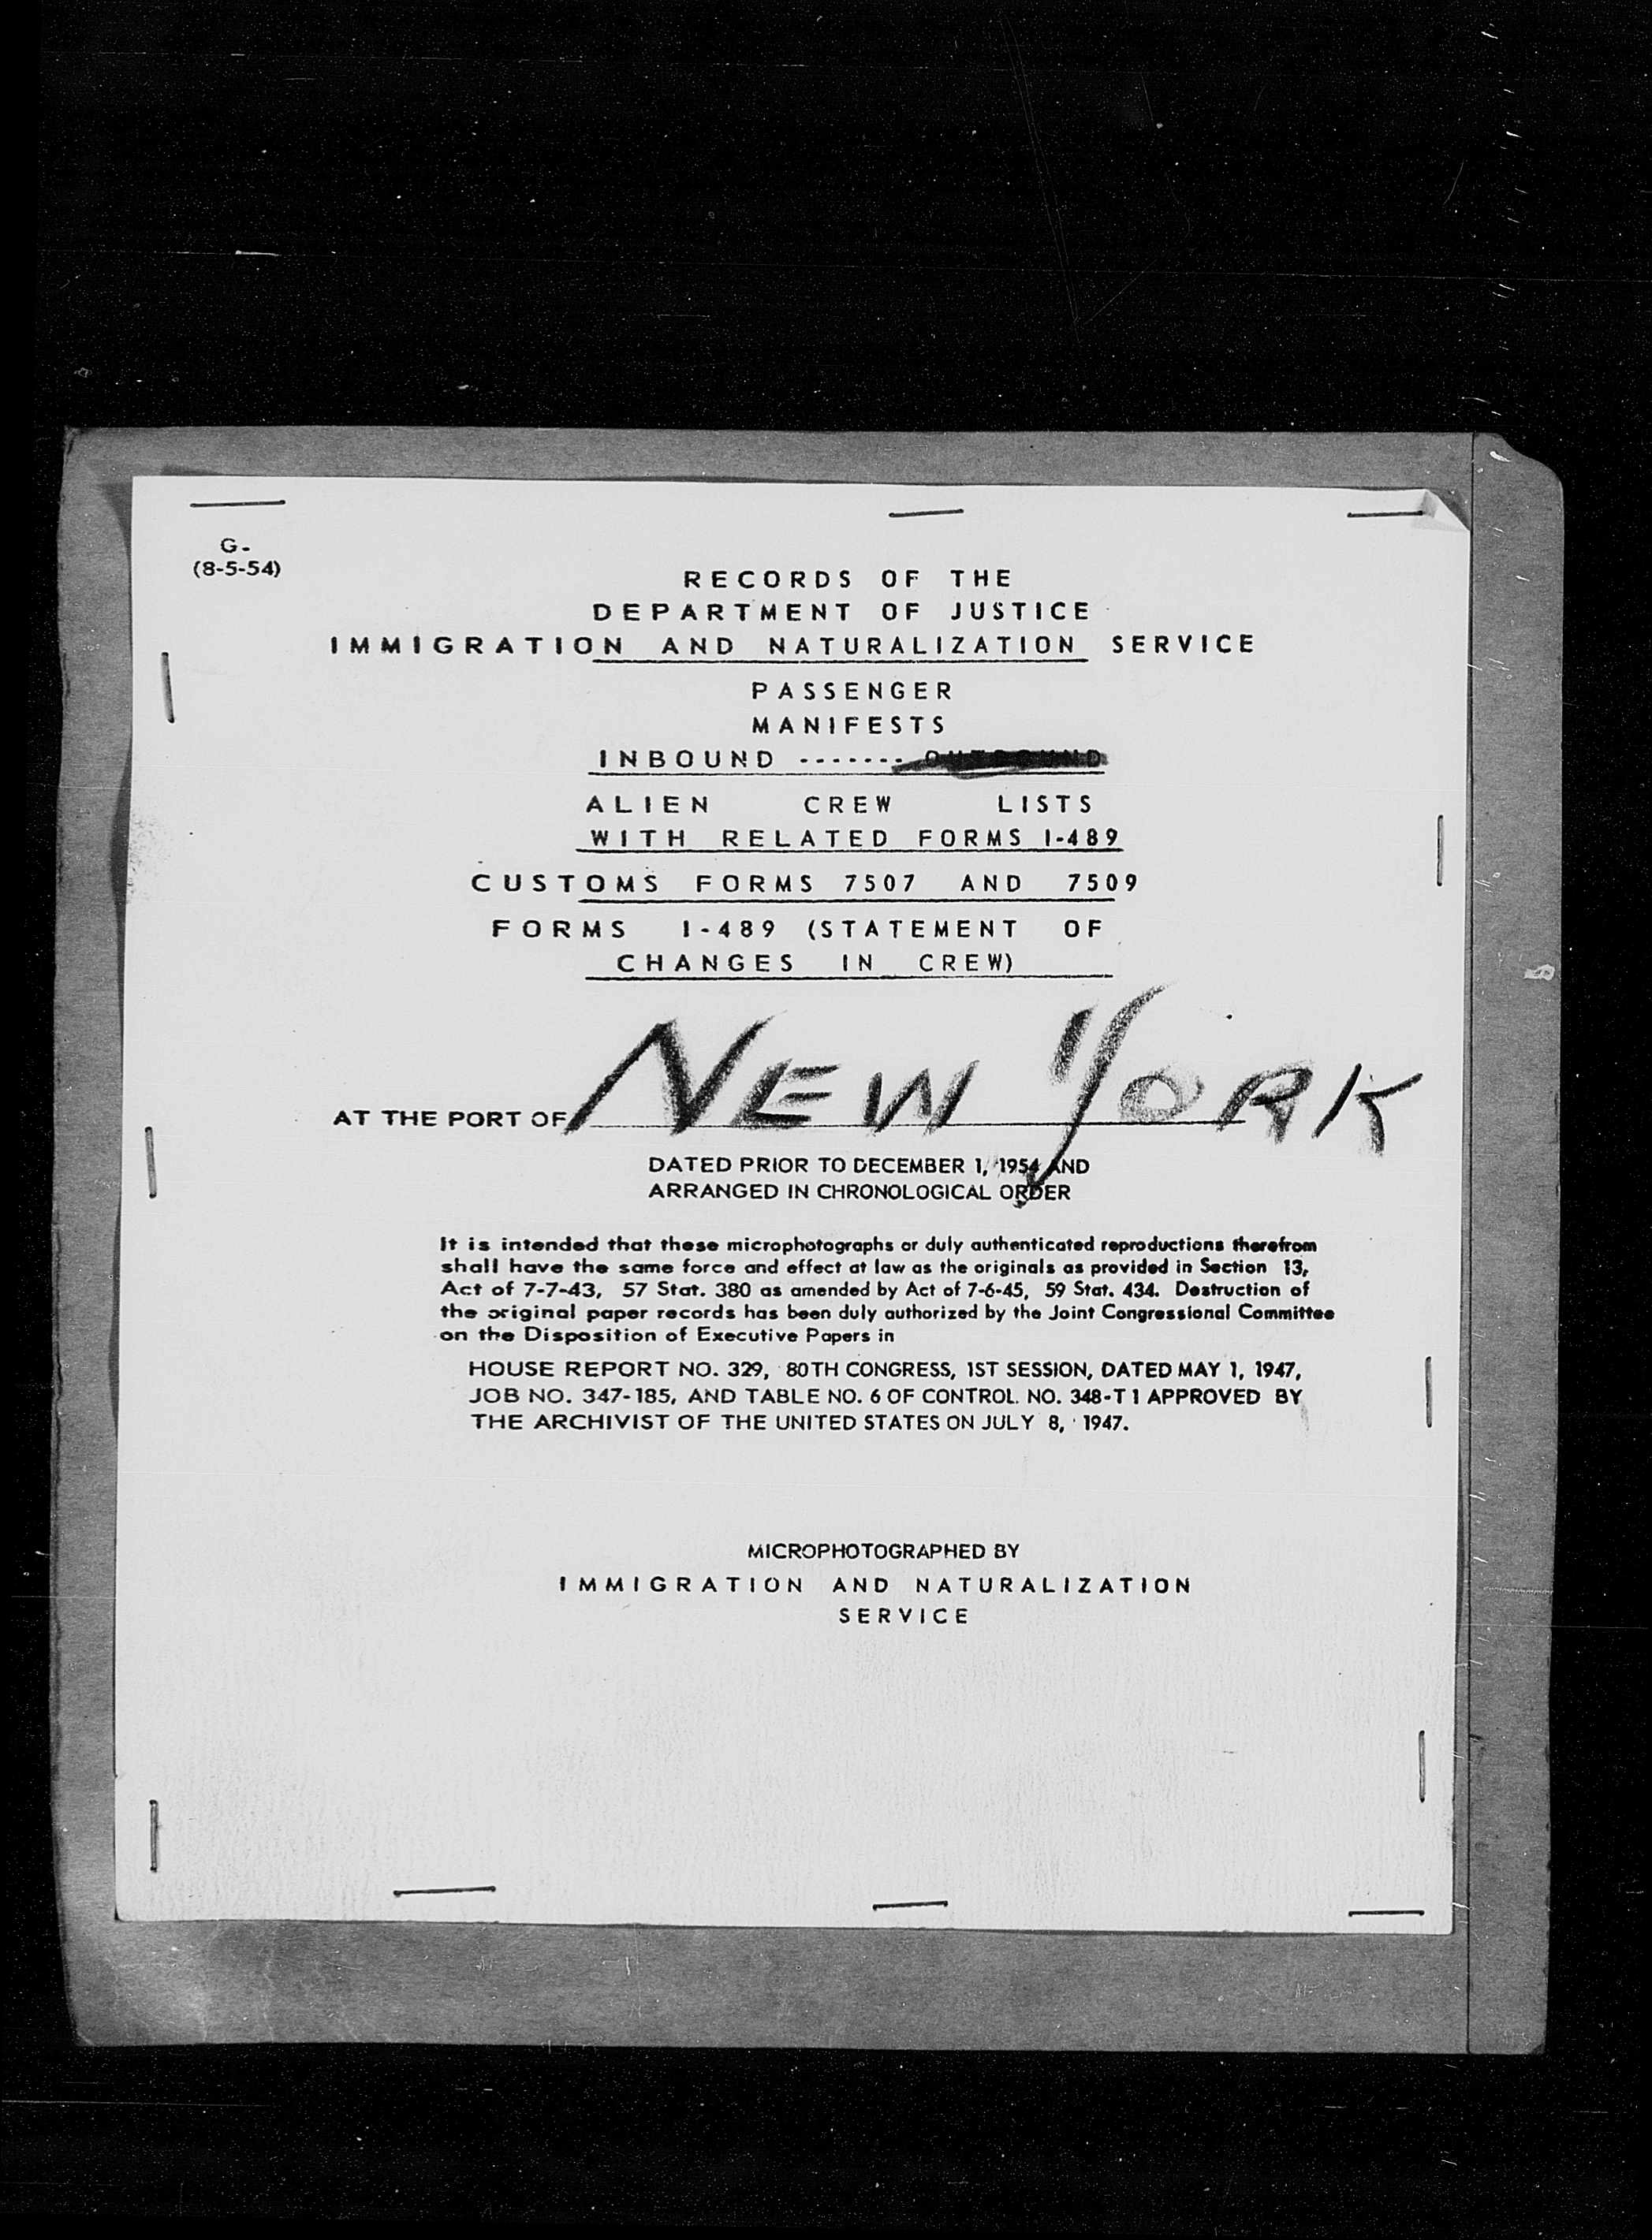 G-
(8-5-54)
RECORDS OF THE
DEPARTMENT OF JUSTICE
IMMIGRATION AND NATURALIZATION SERVICE
PASSENGER
MANIFESTS
INBOUND ------- OUTBOUND
ALIEN CREW LISTS
WITH RELATED FORMS I-489
CUSTOMS FORMS 7507 AND 7509
FORMS I-489 (STATEMENT OF
CHANGES IN CREW)
AT THE PORT OF NEW YORK
DATED PRIOR TO DECEMBER 1, 1954 AND
ARRANGED IN CHRONOLOGICAL ORDER
It is intended that these microphotographs or duly authenticated reproductions therefrom
shall have the same force and effect at law as the originals as provided in Section 13,
Act of 7-7-43, 57 Stat. 380 as amended by Act of 7-6-45, 59 Stat. 434. Destruction of
the original paper records has been duly authorized by the Joint Congressional Committee
on the Disposition of Executive Papers in
HOUSE REPORT NO. 329, 80TH CONGRESS, 1ST SESSION, DATED MAY 1, 1947,
JOB NO. 347-185, AND TABLE NO. 6 OF CONTROL NO. 348-T1 APPROVED BY
THE ARCHIVIST OF THE UNITED STATES ON JULY 8, 1947.
MICROPHOTOGRAPHED BY
IMMIGRATION AND NATURALIZATION
SERVICE